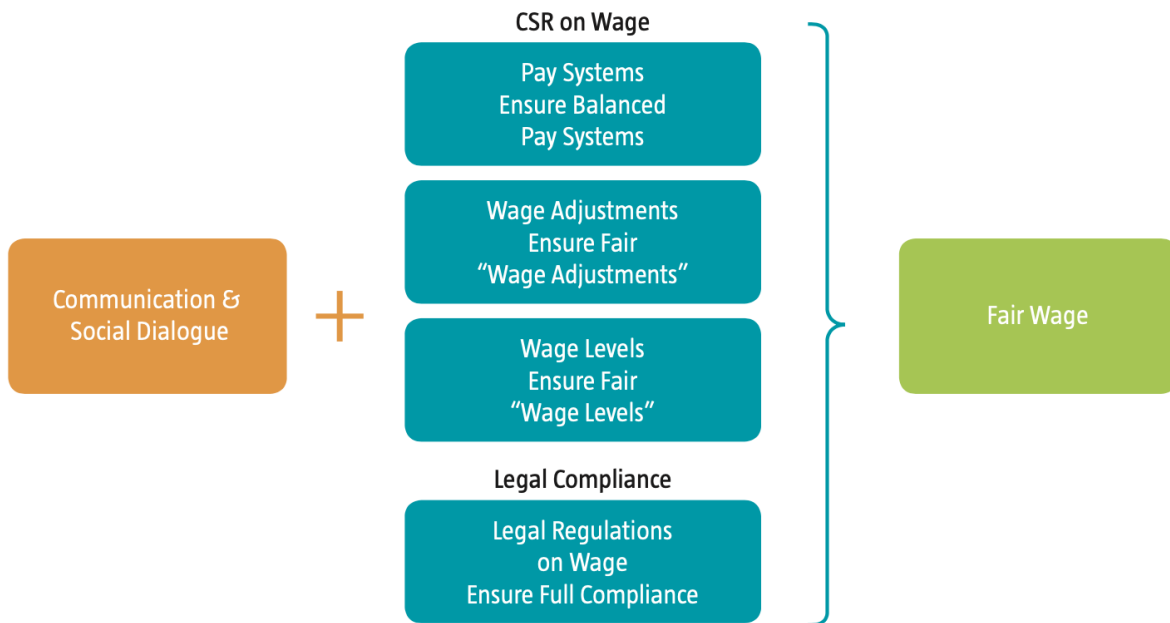 Communication &
Social Dialogue
+
CSR on Wage
Pay Systems
Ensure Balanced
Pay Systems
Wage Adjustments
Ensure Fair
“Wage Adjustments”
Wage Levels
Ensure Fair
“Wage Levels”
Legal Compliance
Legal Regulations
on Wage
Ensure Full Compliance
Fair Wage